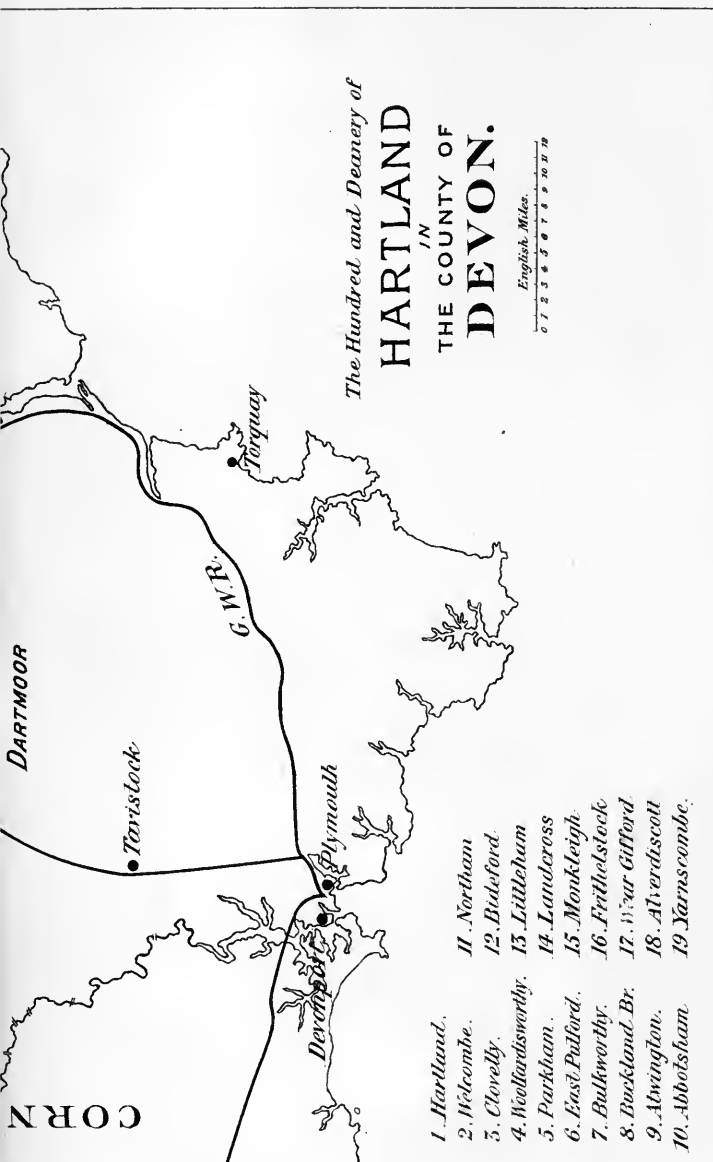 The Hundred and Deanery of
HARTLAND
IN
THE COUNTY OF
DEVON.
English Miles.
0 1 2 3 4 5 6 7 8 9 10 11 12
DARTMOOR
Tavistock
G.W.R.
Torquay
Plymouth
Devonport
CORN
1. Hartland.
2. Welcombe.
3. Clovelly.
4. Woolfardisworthy.
5. Parkham.
6. East Putford.
7. Bulkworthy.
8. Buckland Br.
9. Alwington.
10. Abbotsham
11. Northam
12. Bideford.
13. Littleham
14. Landcross
15. Monkleigh
16. Frithelstock
17. Wear Gifford.
18. Alverdiscott
19. Yarnscombe.